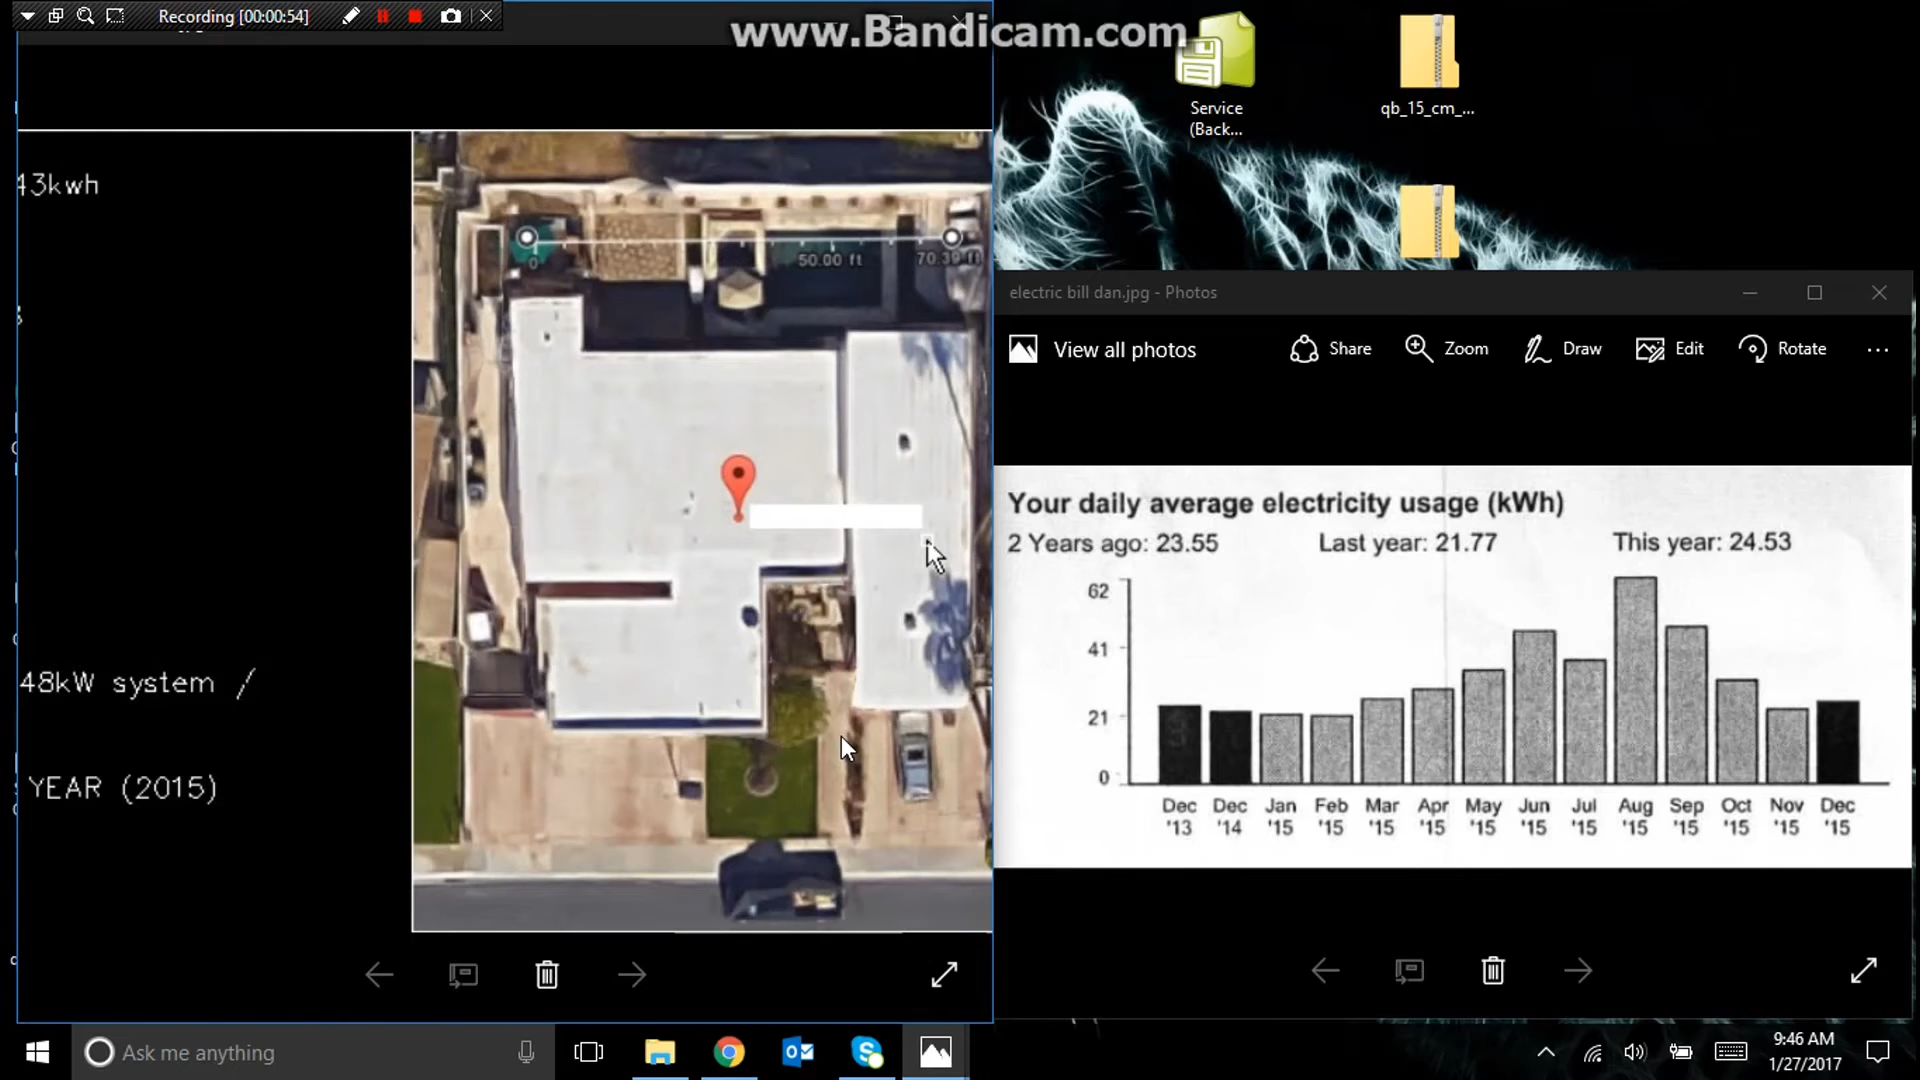 Recording [00:00:54]
www.Bandicam.com
Service
(Back...
qb_15_cm_...
43kwh
0
50.00 ft
70.39 ft
48kW system /
YEAR (2015)
electric bill dan.jpg - Photos
View all photos
Share
Zoom
Draw
Edit
Rotate
Your daily average electricity usage (kWh)
2 Years ago: 23.55 Last year: 21.77 This year: 24.53
62
41
21
0
Dec Dec Jan Feb Mar Apr May Jun Jul Aug Sep Oct Nov Dec
'13 '14 '15 '15 '15 '15 '15 '15 '15 '15 '15 '15 '15 '15
Ask me anything
9:46 AM
1/27/2017